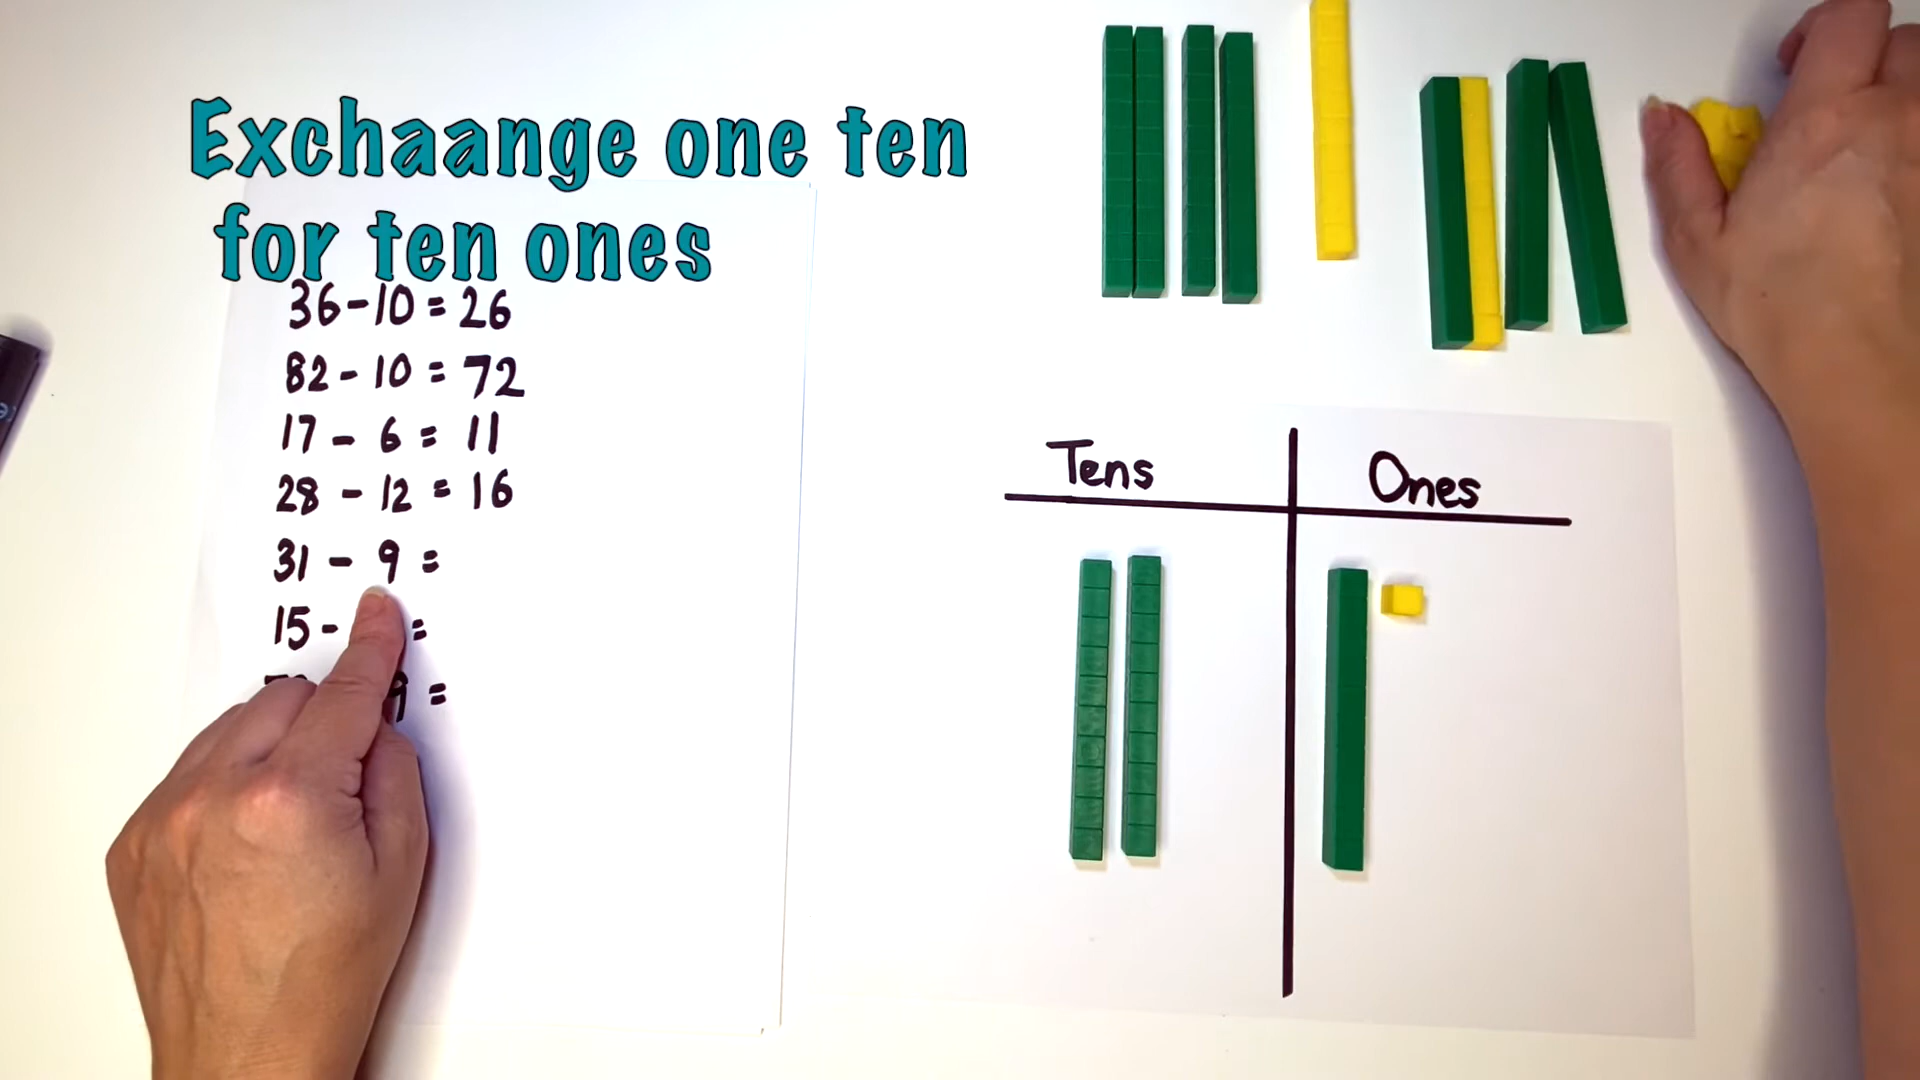 Exchaange one ten
for ten ones
36 - 10 = 26
82 - 10 = 72
17 - 6 = 11
28 - 12 = 16
31 - 9 =
15 - =
9 =
Tens Ones